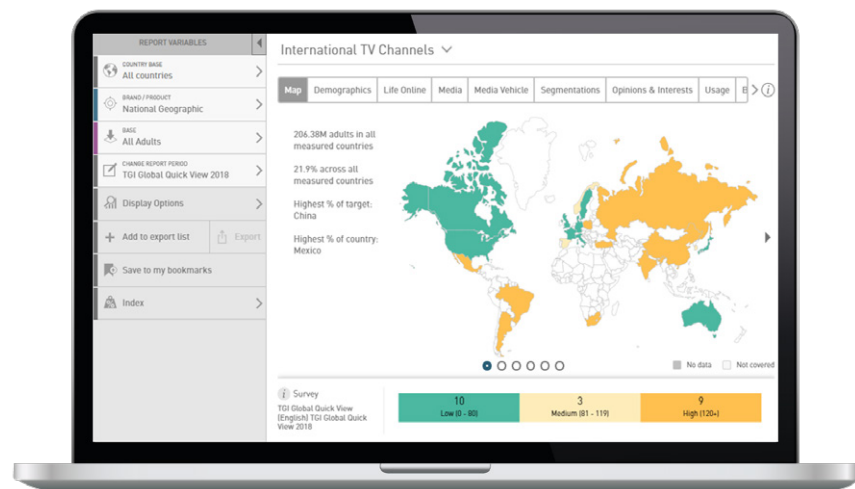 REPORT VARIABLES
COUNTRY BASE
All countries
BRAND / PRODUCT
National Geographic
BASE
All Adults
CHANGE REPORT PERIOD
TGI Global Quick View 2018
Display Options
Add to export list
Export
Save to my bookmarks
Index
International TV Channels
Map Demographics Life Online Media Media Vehicle Segmentations Opinions & Interests Usage B
206.38M adults in all
measured countries
21.9% across all
measured countries
Highest % of target:
China
Highest % of country:
Mexico
No data Not covered
Survey
TGI Global Quick View
(English) TGI Global Quick
View 2018
10
Low (0 - 80)
3
Medium (81 - 119)
9
High (120+)